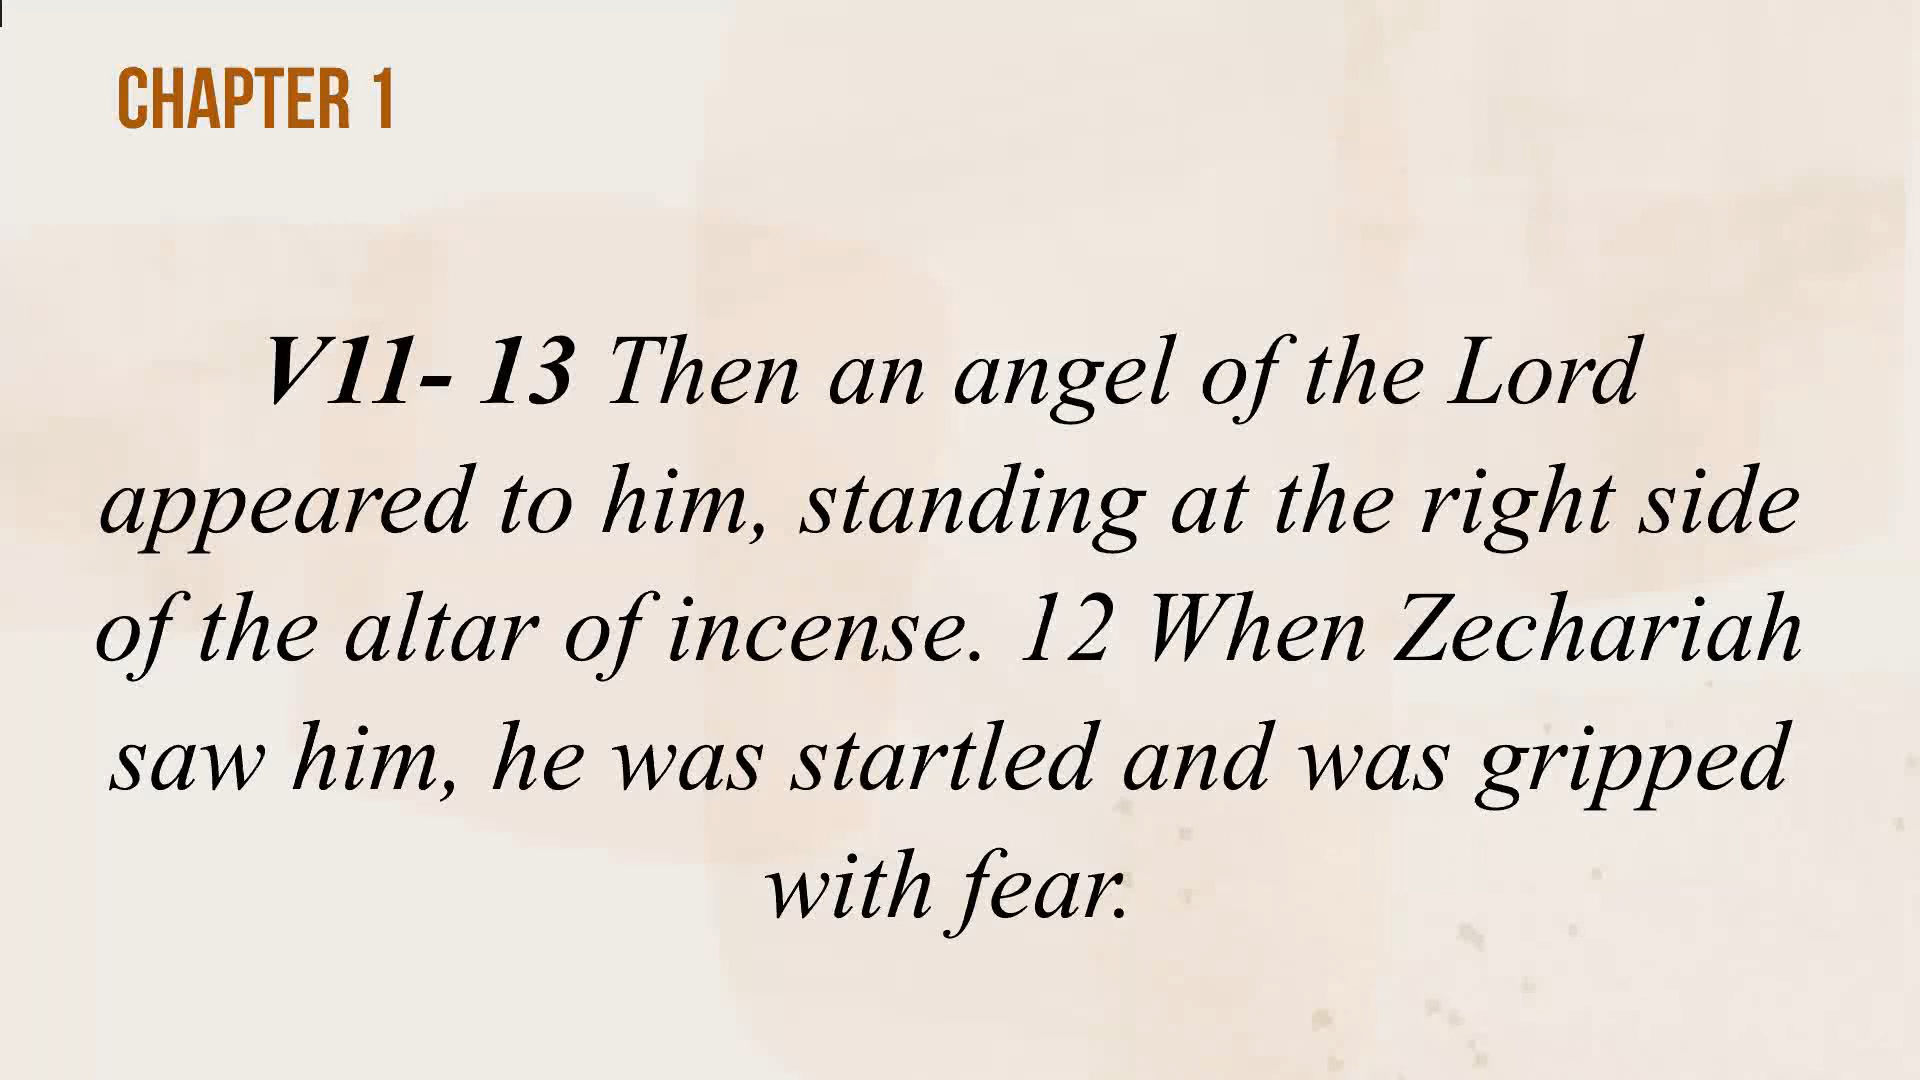 CHAPTER 1
V11- 13 Then an angel of the Lord
appeared to him, standing at the right side
of the altar of incense. 12 When Zechariah
saw him, he was startled and was gripped
with fear.